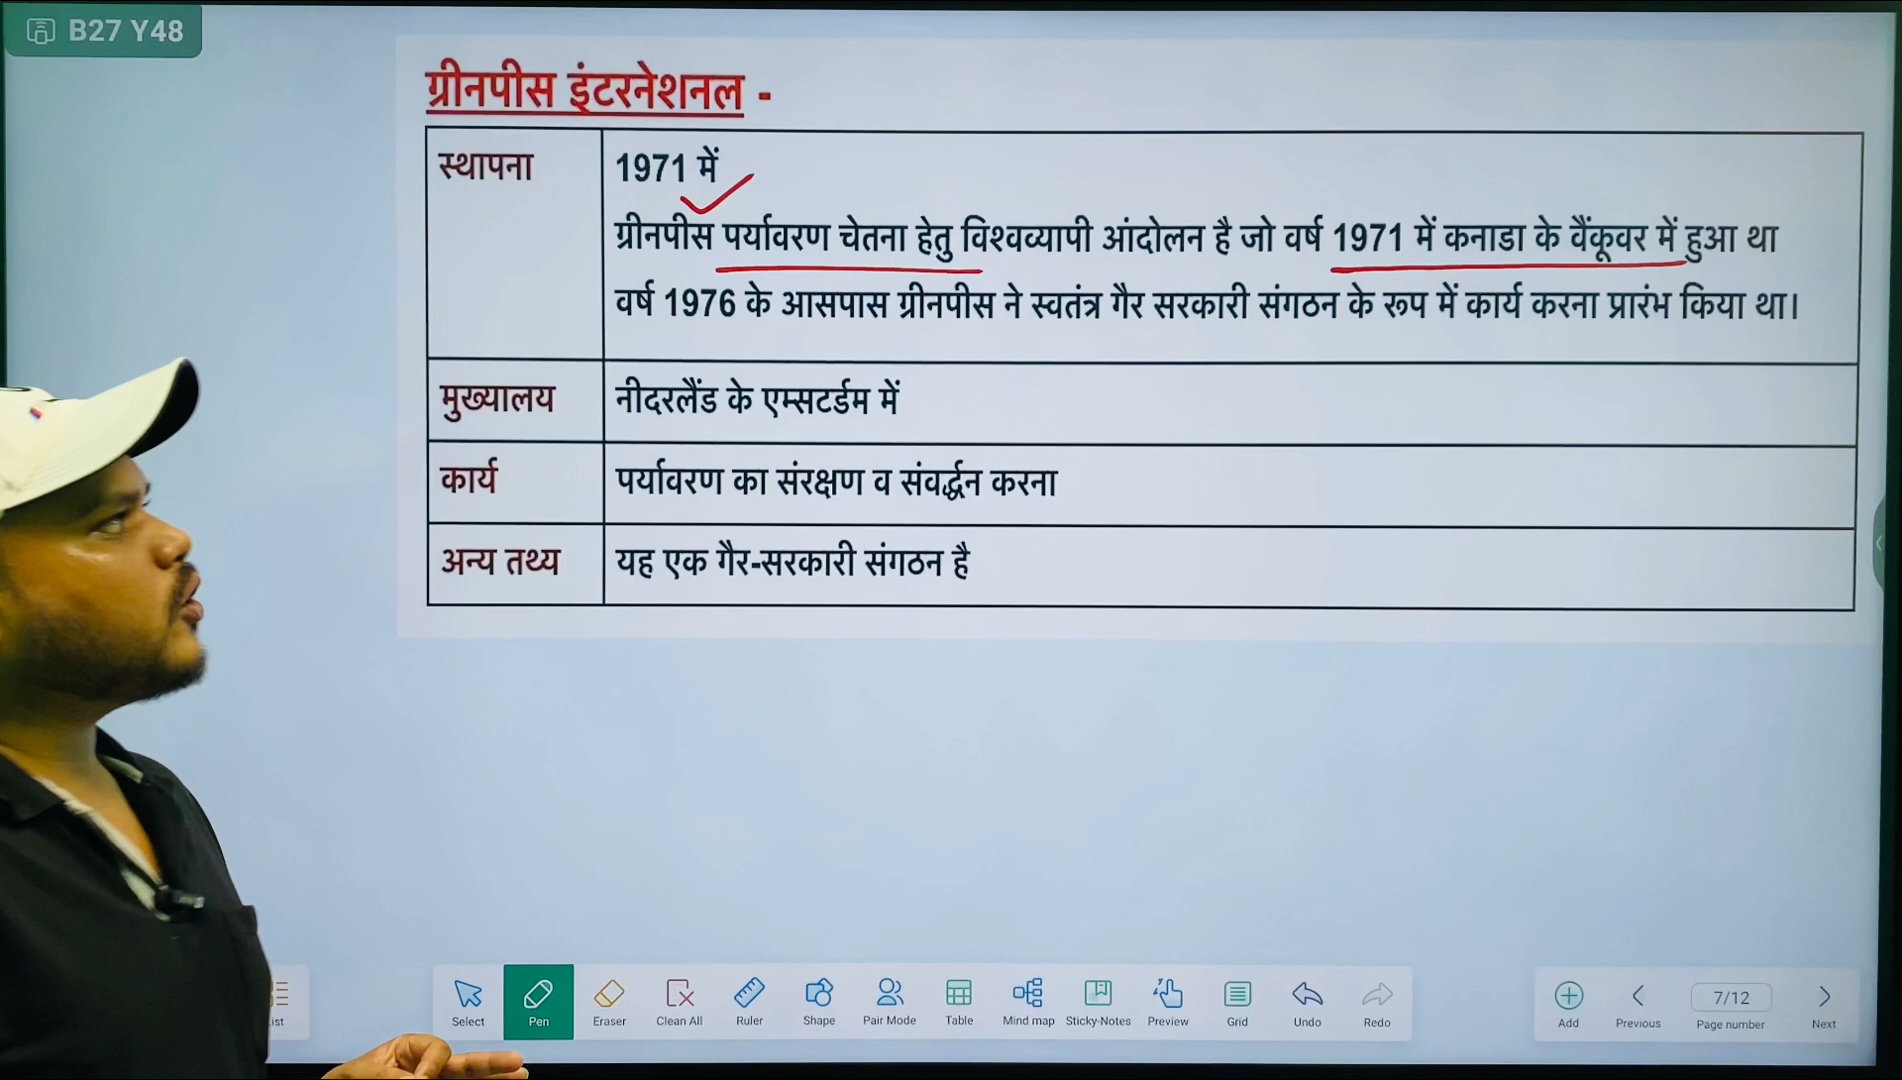 B27 Y48
ग्रीनपीस इंटरनेशनल -
स्थापना
1971 में
ग्रीनपीस पर्यावरण चेतना हेतु विश्वव्यापी आंदोलन है जो वर्ष 1971 में कनाडा के वैंकूवर में हुआ था
वर्ष 1976 के आसपास ग्रीनपीस ने स्वतंत्र गैर सरकारी संगठन के रूप में कार्य करना प्रारंभ किया था।
मुख्यालय
नीदरलैंड के एम्सटर्डम में
कार्य
पर्यावरण का संरक्षण व संवर्द्धन करना
अन्य तथ्य
यह एक गैर-सरकारी संगठन है
Select
Pen
Eraser
Clean All
Ruler
Shape
Pair Mode
Table
Mind map
Sticky-Notes
Preview
Grid
Undo
Redo
Add
Previous
7/12
Page number
Next